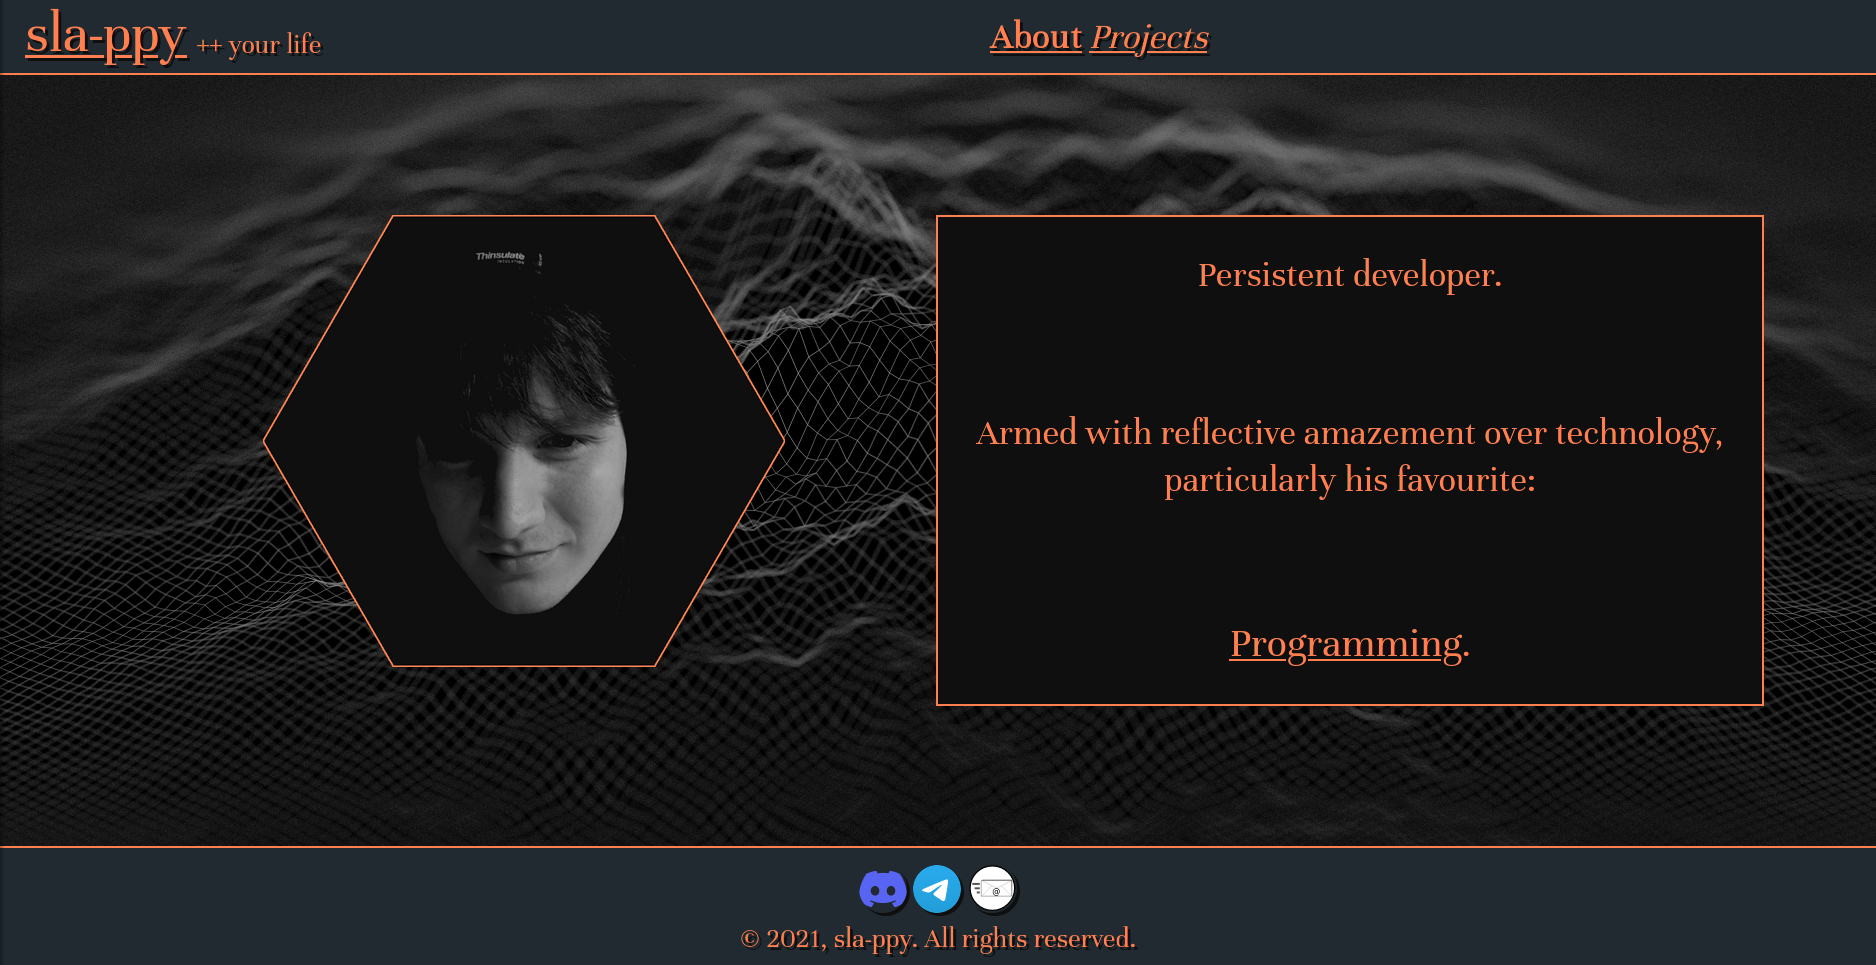 sla-ppy ++ your life
About Projects
Thinsulate
INSULATION
Persistent developer.
Armed with reflective amazement over technology,
particularly his favourite:
Programming.
@
© 2021, sla-ppy. All rights reserved.